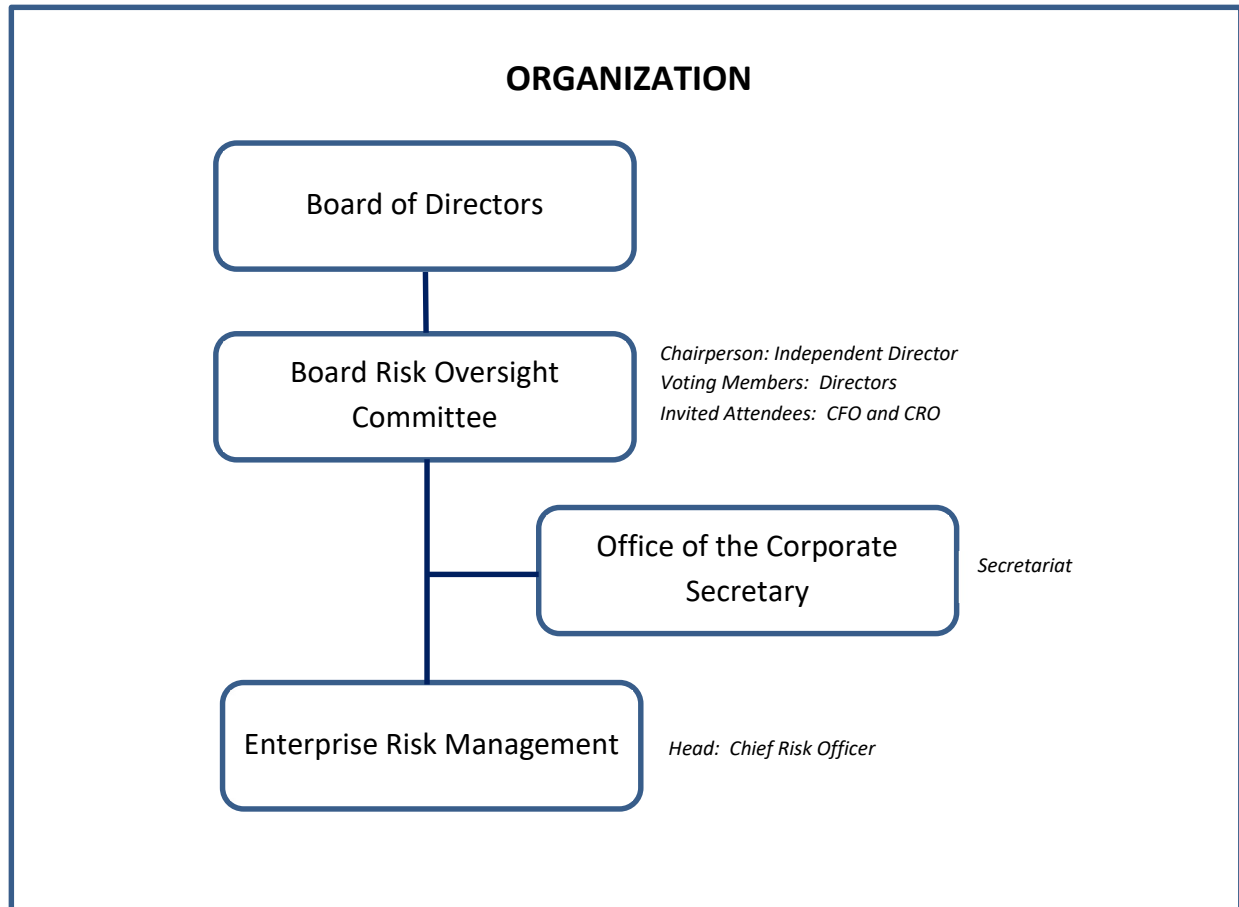 ORGANIZATION
Board of Directors
Board Risk Oversight
Committee
Chairperson: Independent Director
Voting Members:  Directors
Invited Attendees:  CFO and CRO
Office of the Corporate
Secretary
Secretariat
Enterprise Risk Management
Head:  Chief Risk Officer